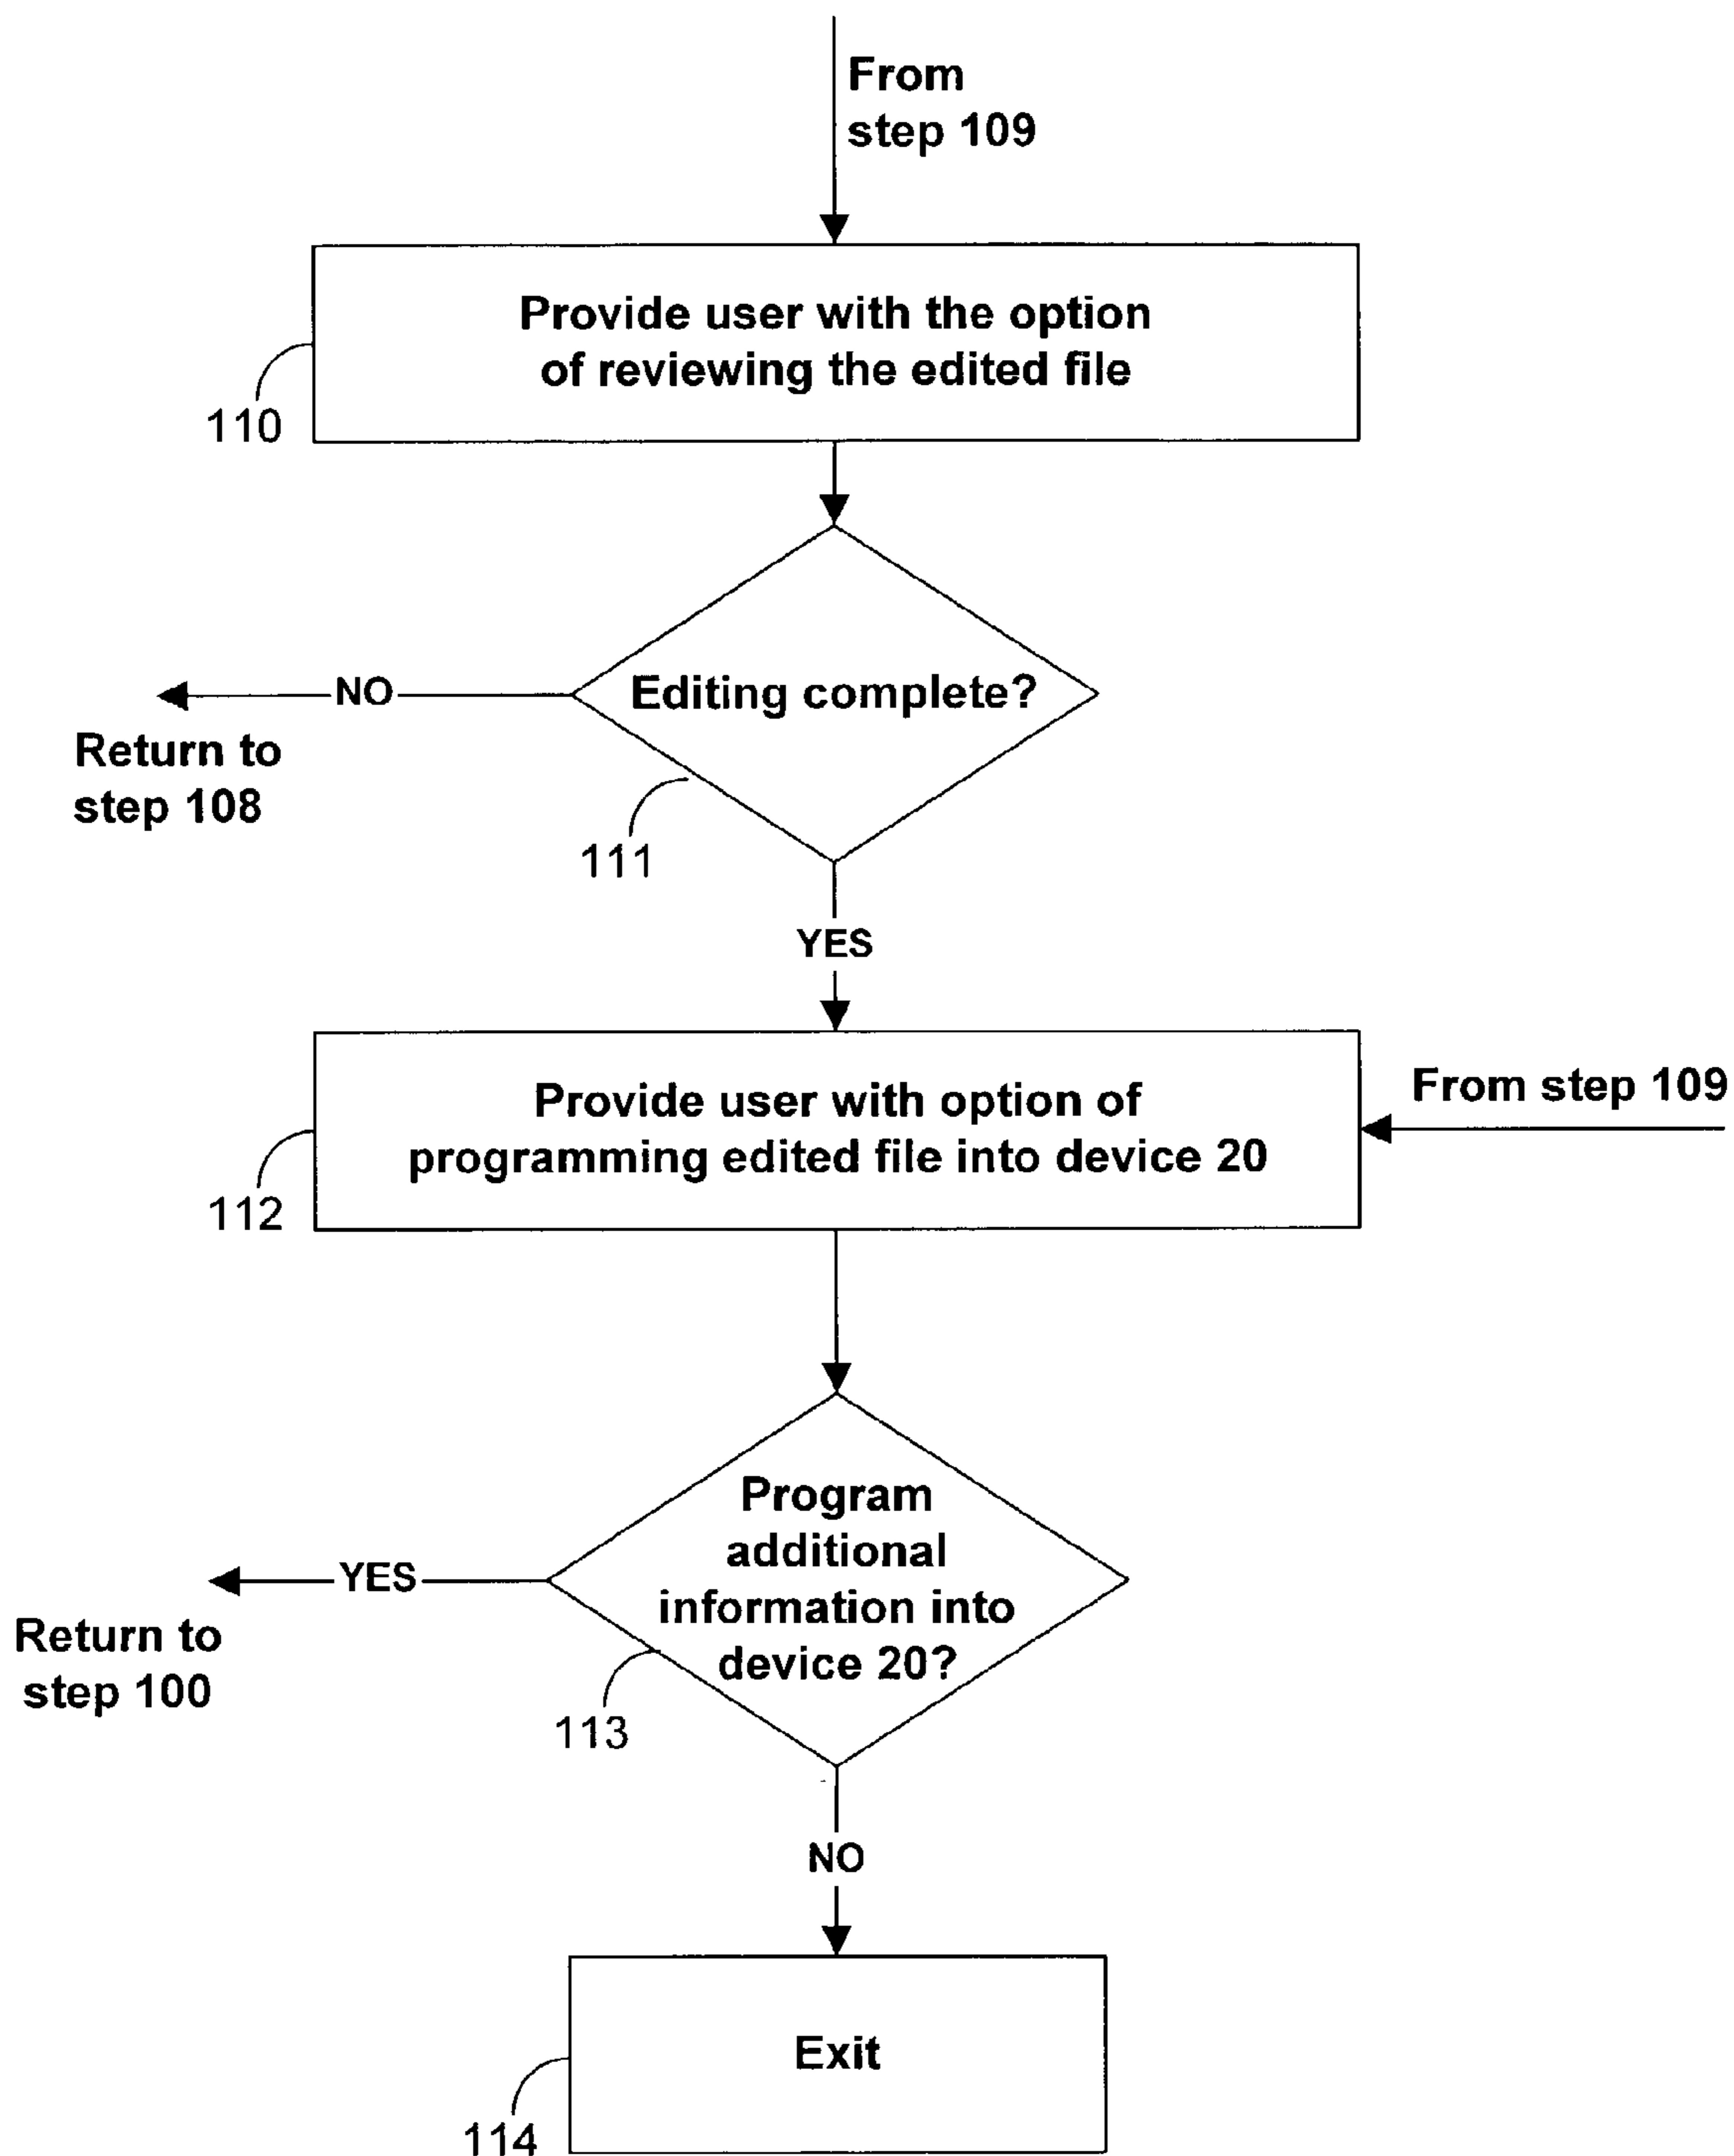 From
step 109
Provide user with the option
of reviewing the edited file
110
Editing complete?
NO
Return to
step 108
111
YES
Provide user with option of
programming edited file into device 20
From step 109
112
Program
additional
information into
device 20?
YES
Return to
step 100
113
NO
Exit
114